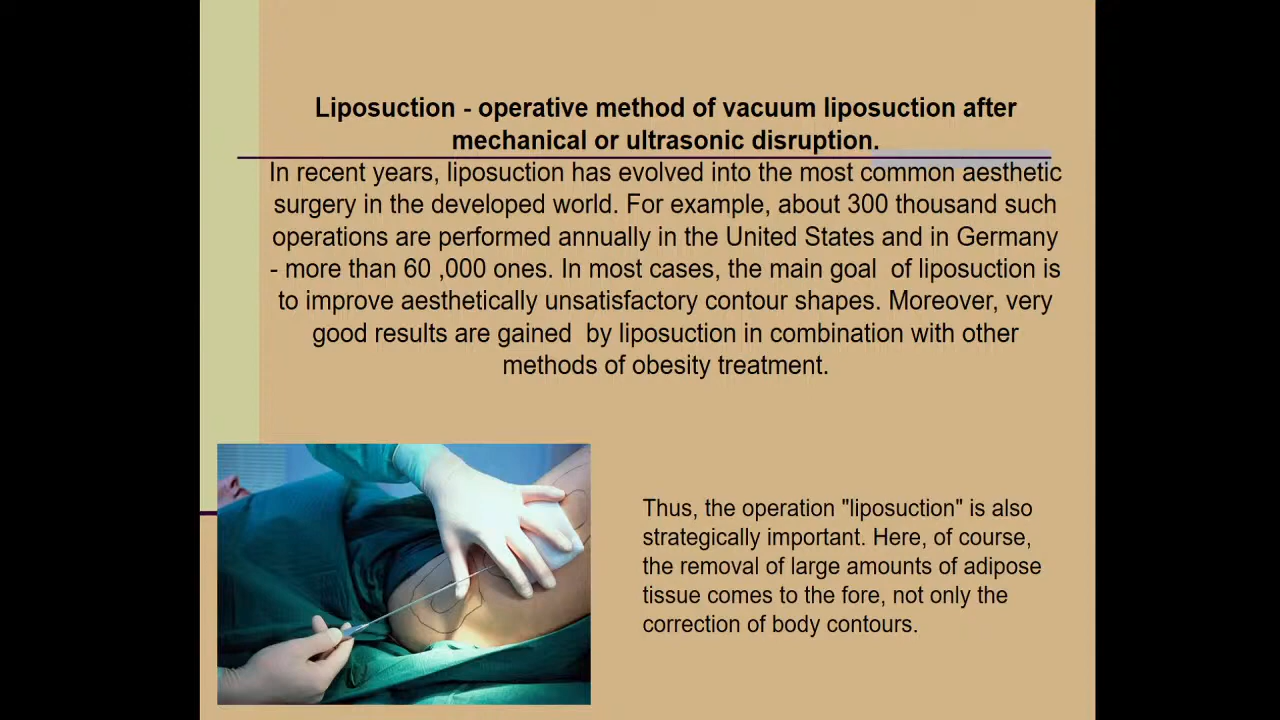 Liposuction - operative method of vacuum liposuction after
mechanical or ultrasonic disruption.
In recent years, liposuction has evolved into the most common aesthetic
surgery in the developed world. For example, about 300 thousand such
operations are performed annually in the United States and in Germany
- more than 60 ,000 ones. In most cases, the main goal  of liposuction is
to improve aesthetically unsatisfactory contour shapes. Moreover, very
good results are gained  by liposuction in combination with other
methods of obesity treatment.
Thus, the operation "liposuction" is also
strategically important. Here, of course,
the removal of large amounts of adipose
tissue comes to the fore, not only the
correction of body contours.